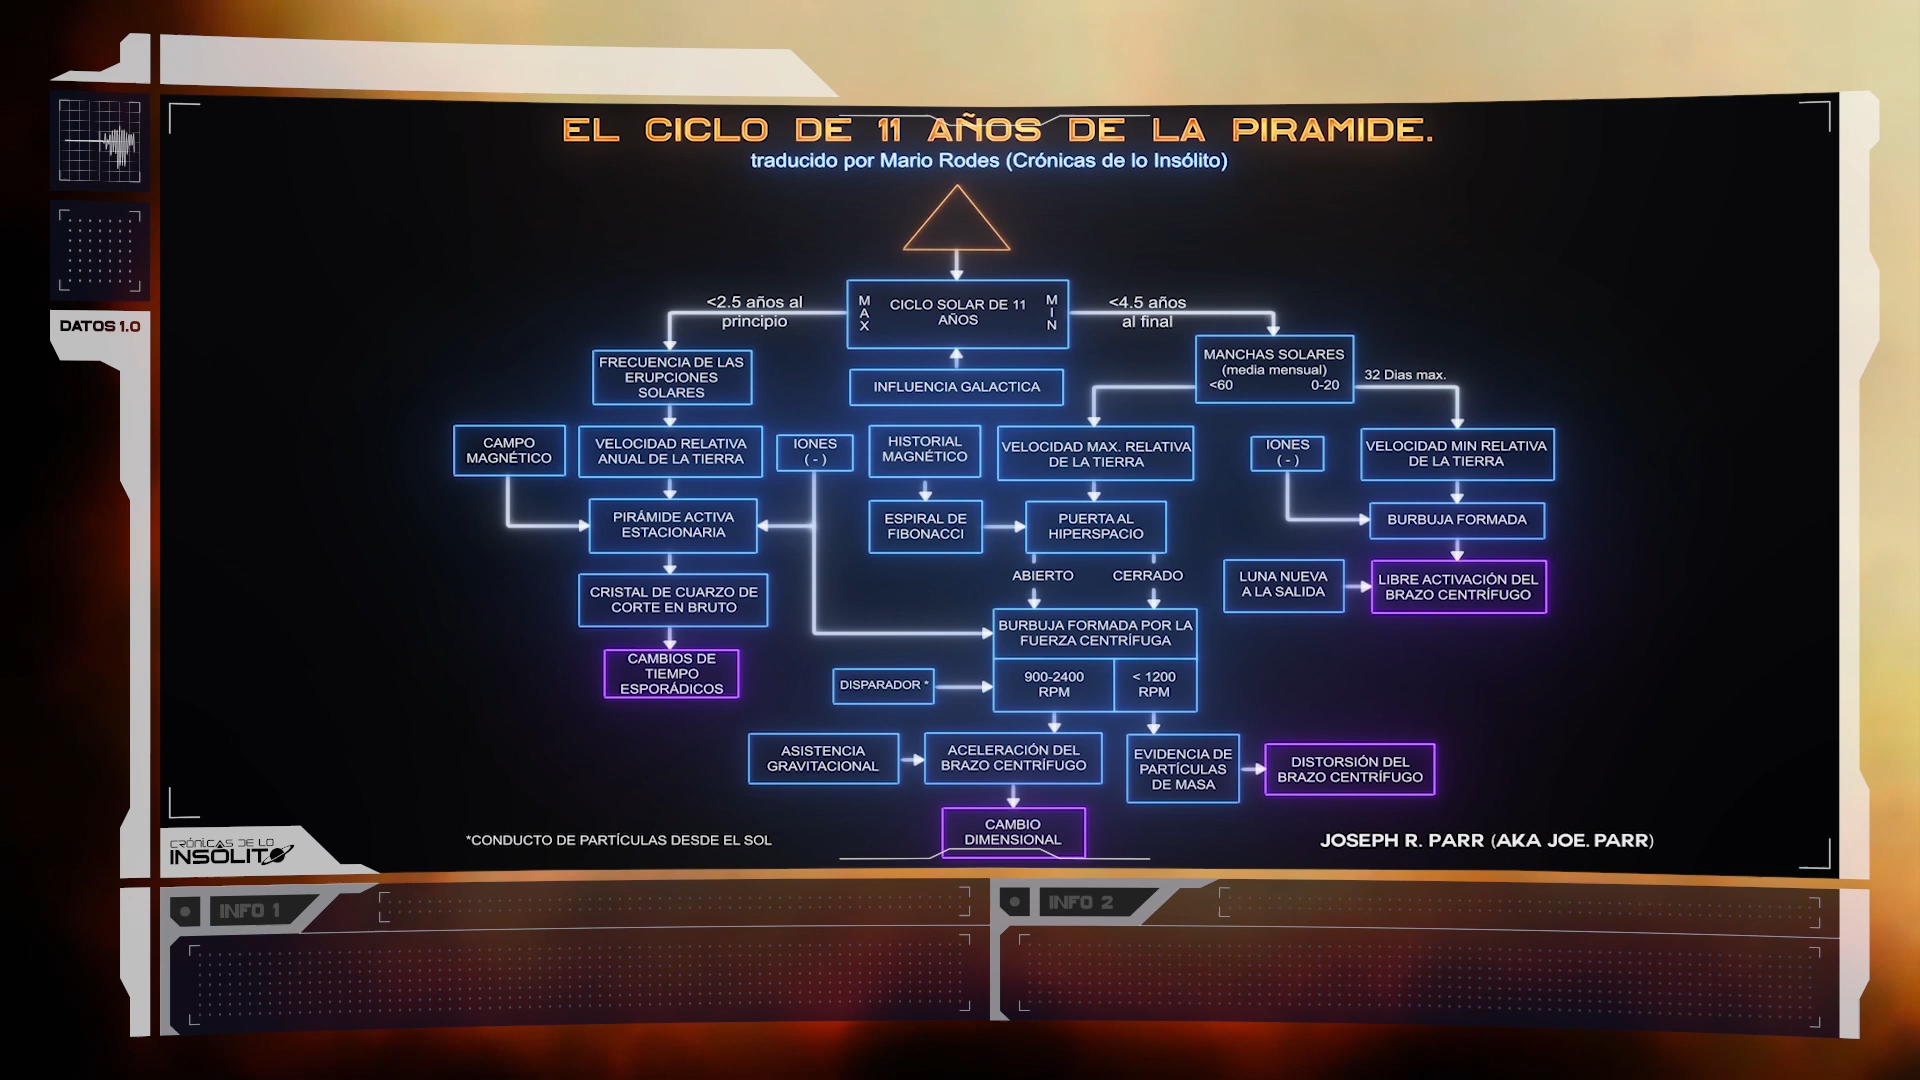 EL CICLO DE 11 AÑOS DE LA PIRAMIDE.
traducido por Mario Rodes (Crónicas de lo Insólito)
DATOS 1.0
<2.5 años al
principio
MAX
CICLO SOLAR DE 11
AÑOS
MIN
<4.5 años
al final
FRECUENCIA DE LAS
ERUPCIONES
SOLARES
INFLUENCIA GALACTICA
MANCHAS SOLARES
(media mensual)
<60 0-20
32 Dias max.
CAMPO
MAGNÉTICO
VELOCIDAD RELATIVA
ANUAL DE LA TIERRA
IONES
( - )
HISTORIAL
MAGNÉTICO
VELOCIDAD MAX. RELATIVA
DE LA TIERRA
IONES
( - )
VELOCIDAD MIN RELATIVA
DE LA TIERRA
PIRÁMIDE ACTIVA
ESTACIONARIA
ESPIRAL DE
FIBONACCI
PUERTA AL
HIPERSPACIO
BURBUJA FORMADA
ABIERTO
CERRADO
CRISTAL DE CUARZO DE
CORTE EN BRUTO
LUNA NUEVA
A LA SALIDA
LIBRE ACTIVACIÓN DEL
BRAZO CENTRÍFUGO
BURBUJA FORMADA POR LA
FUERZA CENTRÍFUGA
CAMBIOS DE
TIEMPO
ESPORÁDICOS
DISPARADOR *
900-2400
RPM
< 1200
RPM
ASISTENCIA
GRAVITACIONAL
ACELERACIÓN DEL
BRAZO CENTRÍFUGO
EVIDENCIA DE
PARTÍCULAS
DE MASA
DISTORSIÓN DEL
BRAZO CENTRÍFUGO
CAMBIO
DIMENSIONAL
*CONDUCTO DE PARTÍCULAS DESDE EL SOL
JOSEPH R. PARR (AKA JOE. PARR)
CRÓNICAS DE LO
INSÓLITO
INFO 1
INFO 2